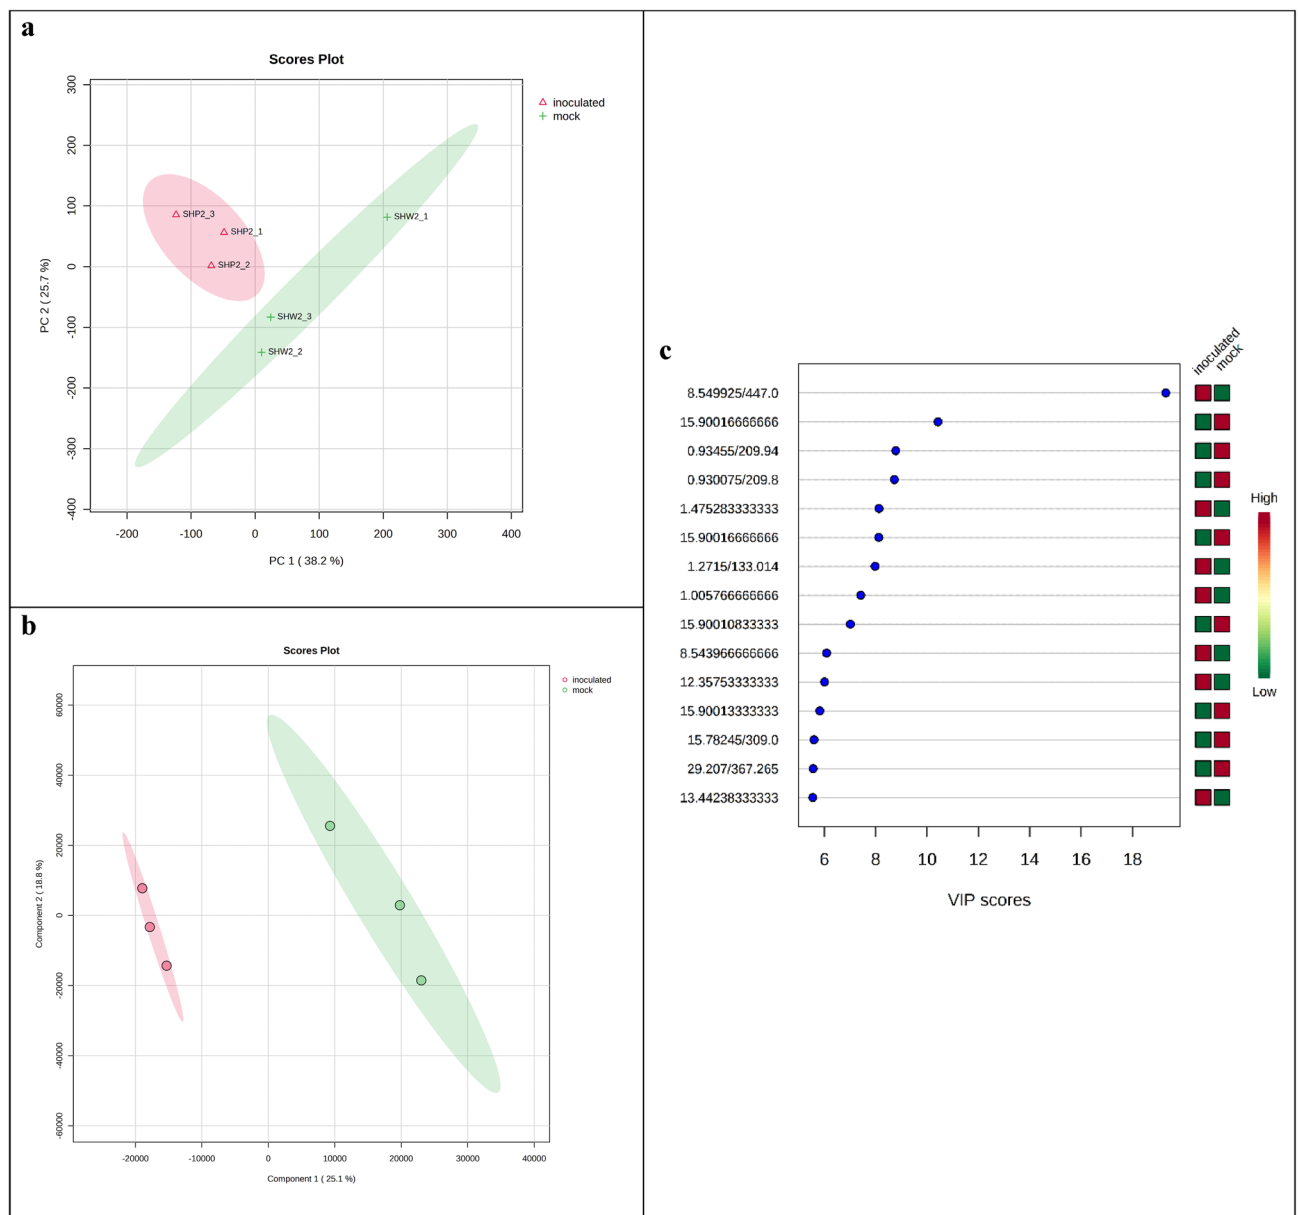 a
Scores Plot
300
200
100
0
-100
-200
-300
-400
PC 2 ( 25.7 %)
-200
-100
0
100
200
300
400
PC 1 ( 38.2 %)
inoculated
mock
SHP2_3
SHP2_1
SHP2_2
SHW2_1
SHW2_3
SHW2_2
b
Scores Plot
60000
40000
20000
0
-20000
-40000
-60000
Component 2 ( 18.8 %)
-20000
-10000
0
10000
20000
30000
40000
Component 1 ( 25.1 %)
inoculated
mock
c
inoculated
mock
8.549925/447.0
15.90016666666
0.93455/209.94
0.930075/209.8
1.475283333333
15.90016666666
1.2715/133.014
1.005766666666
15.90010833333
8.543966666666
12.35753333333
15.90013333333
15.78245/309.0
29.207/367.265
13.44238333333
6
8
10
12
14
16
18
VIP scores
High
Low